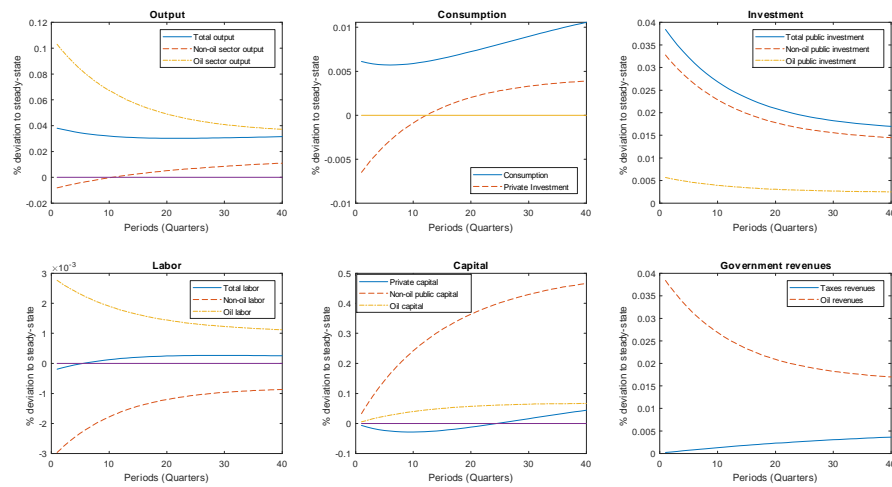 Output
% deviation to steady-state
0.12
0.1
0.08
0.06
0.04
0.02
0
-0.02
Total output
Non-oil sector output
Oil sector output
0 10 20 30 40
Periods (Quarters)
Consumption
% deviation to steady-state
0.01
0.005
0
-0.005
-0.01
Consumption
Private Investment
0 10 20 30 40
Periods (Quarters)
Investment
% deviation to steady-state
0.04
0.035
0.03
0.025
0.02
0.015
0.01
0.005
0
Total public investment
Non-oil public investment
Oil public investment
0 10 20 30 40
Periods (Quarters)
Labor
×10-3
% deviation to steady-state
3
2
1
0
-1
-2
-3
Total labor
Non-oil labor
Oil labor
0 10 20 30 40
Periods (Quarters)
Capital
% deviation to steady-state
0.5
0.4
0.3
0.2
0.1
0
-0.1
Private capital
Non-oil public capital
Oil capital
0 10 20 30 40
Periods (Quarters)
Government revenues
% deviation to steady-state
0.04
0.035
0.03
0.025
0.02
0.015
0.01
0.005
0
Taxes revenues
Oil revenues
0 10 20 30 40
Periods (Quarters)